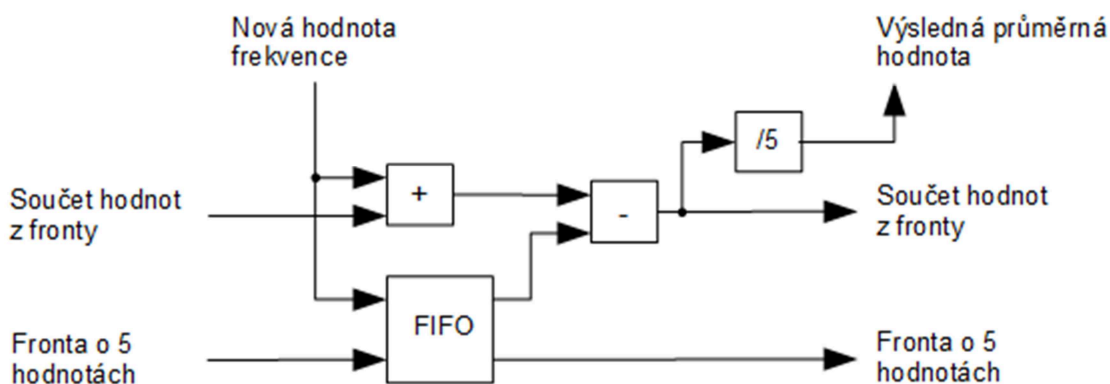 Nová hodnota
frekvence
Výsledná průměrná
hodnota
/5
+
-
Součet hodnot
z fronty
Součet hodnot
z fronty
FIFO
Fronta o 5
hodnotách
Fronta o 5
hodnotách